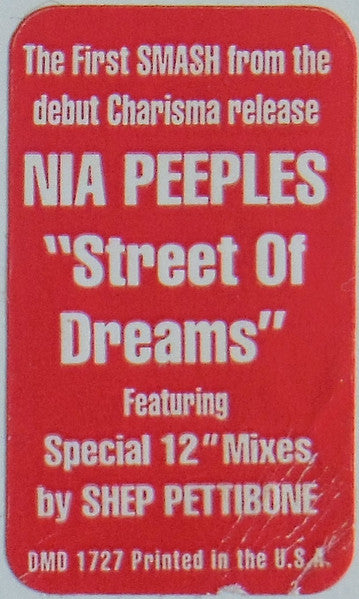 The First SMASH from the
debut Charisma release
NIA PEEPLES
"Street Of
Dreams"
Featuring
Special 12" Mixes
by SHEP PETTIBONE
DMD 1727 Printed in the U.S.A.